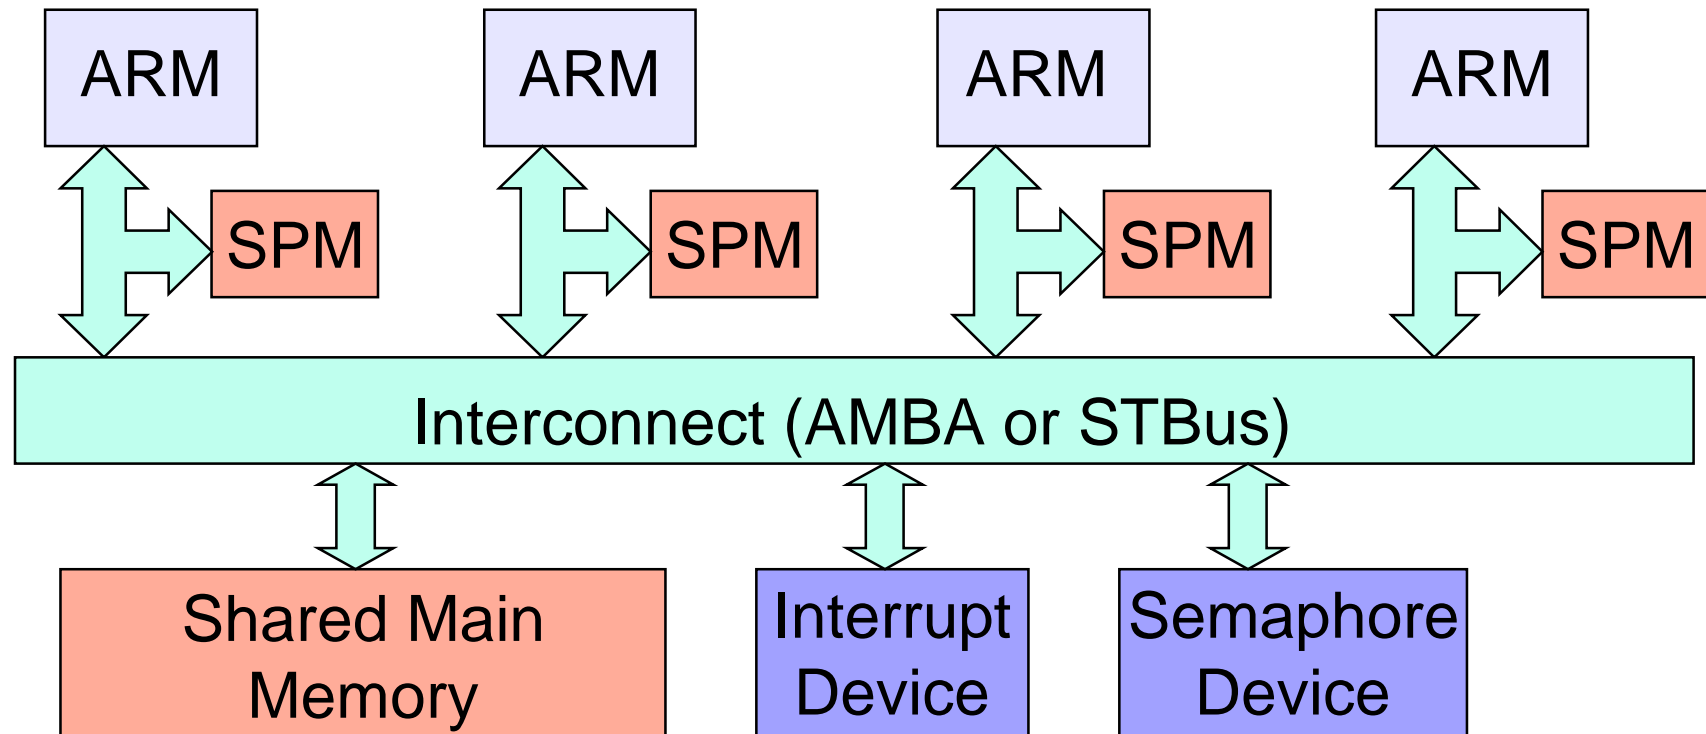 ARM
ARM
ARM
ARM
SPM
SPM
SPM
SPM
Interconnect (AMBA or STBus)
Shared Main
Memory
Interrupt
Device
Semaphore
Device